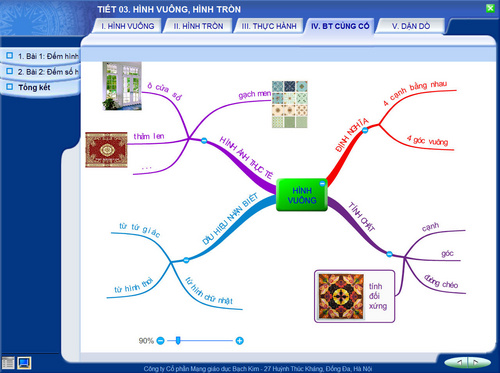 TIẾT 03. HÌNH VUÔNG, HÌNH TRÒN
I. HÌNH VUÔNG
II. HÌNH TRÒN
III. THỰC HÀNH
IV. BT CỦNG CỐ
V. DẶN DÒ
1. Bài 1: Đếm hình
2. Bài 2: Đếm số h
Tổng kết
ô cửa sổ
gạch men
thảm len
. . .
HÌNH ẢNH THỰC TẾ
ĐỊNH NGHĨA
4 cạnh bằng nhau
4 góc vuông
HÌNH
VUÔNG
DẤU HIỆU NHẬN BIẾT
từ tứ giác
từ hình thoi
từ hình chữ nhật
TÍNH CHẤT
cạnh
góc
đường chéo
tính
đối
xứng
90%
Công ty Cổ phần Mạng giáo dục Bạch Kim - 27 Huỳnh Thúc Kháng, Đống Đa, Hà Nội